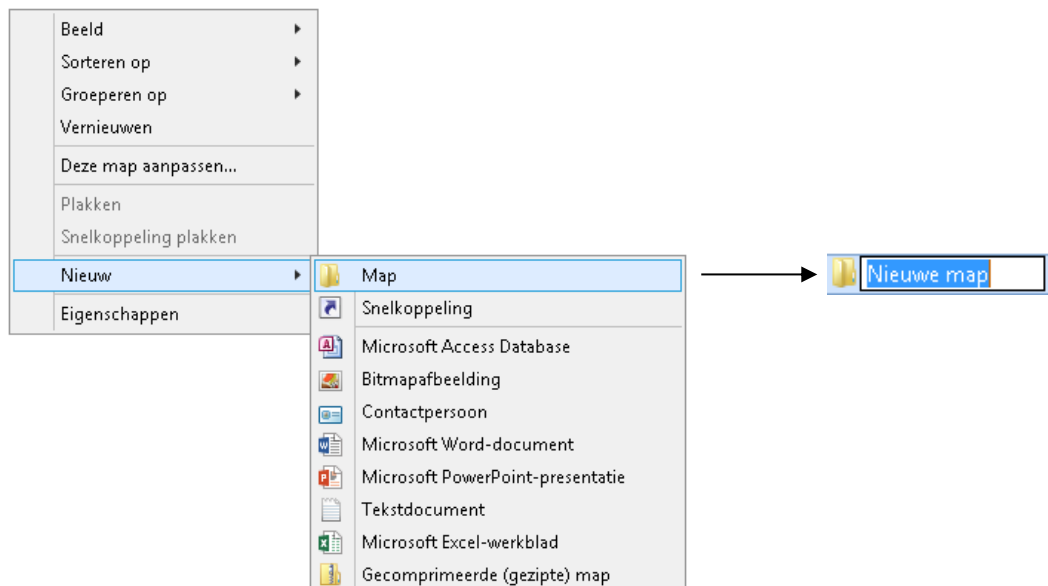 Beeld
Sorteren op
Groeperen op
Vernieuwen
Deze map aanpassen...
Plakken
Snelkoppeling plakken
Nieuw
Eigenschappen
Map
Snelkoppeling
Microsoft Access Database
Bitmapafbeelding
Contactpersoon
Microsoft Word-document
Microsoft PowerPoint-presentatie
Tekstdocument
Microsoft Excel-werkblad
Gecomprimeerde (gezipte) map
Nieuwe map